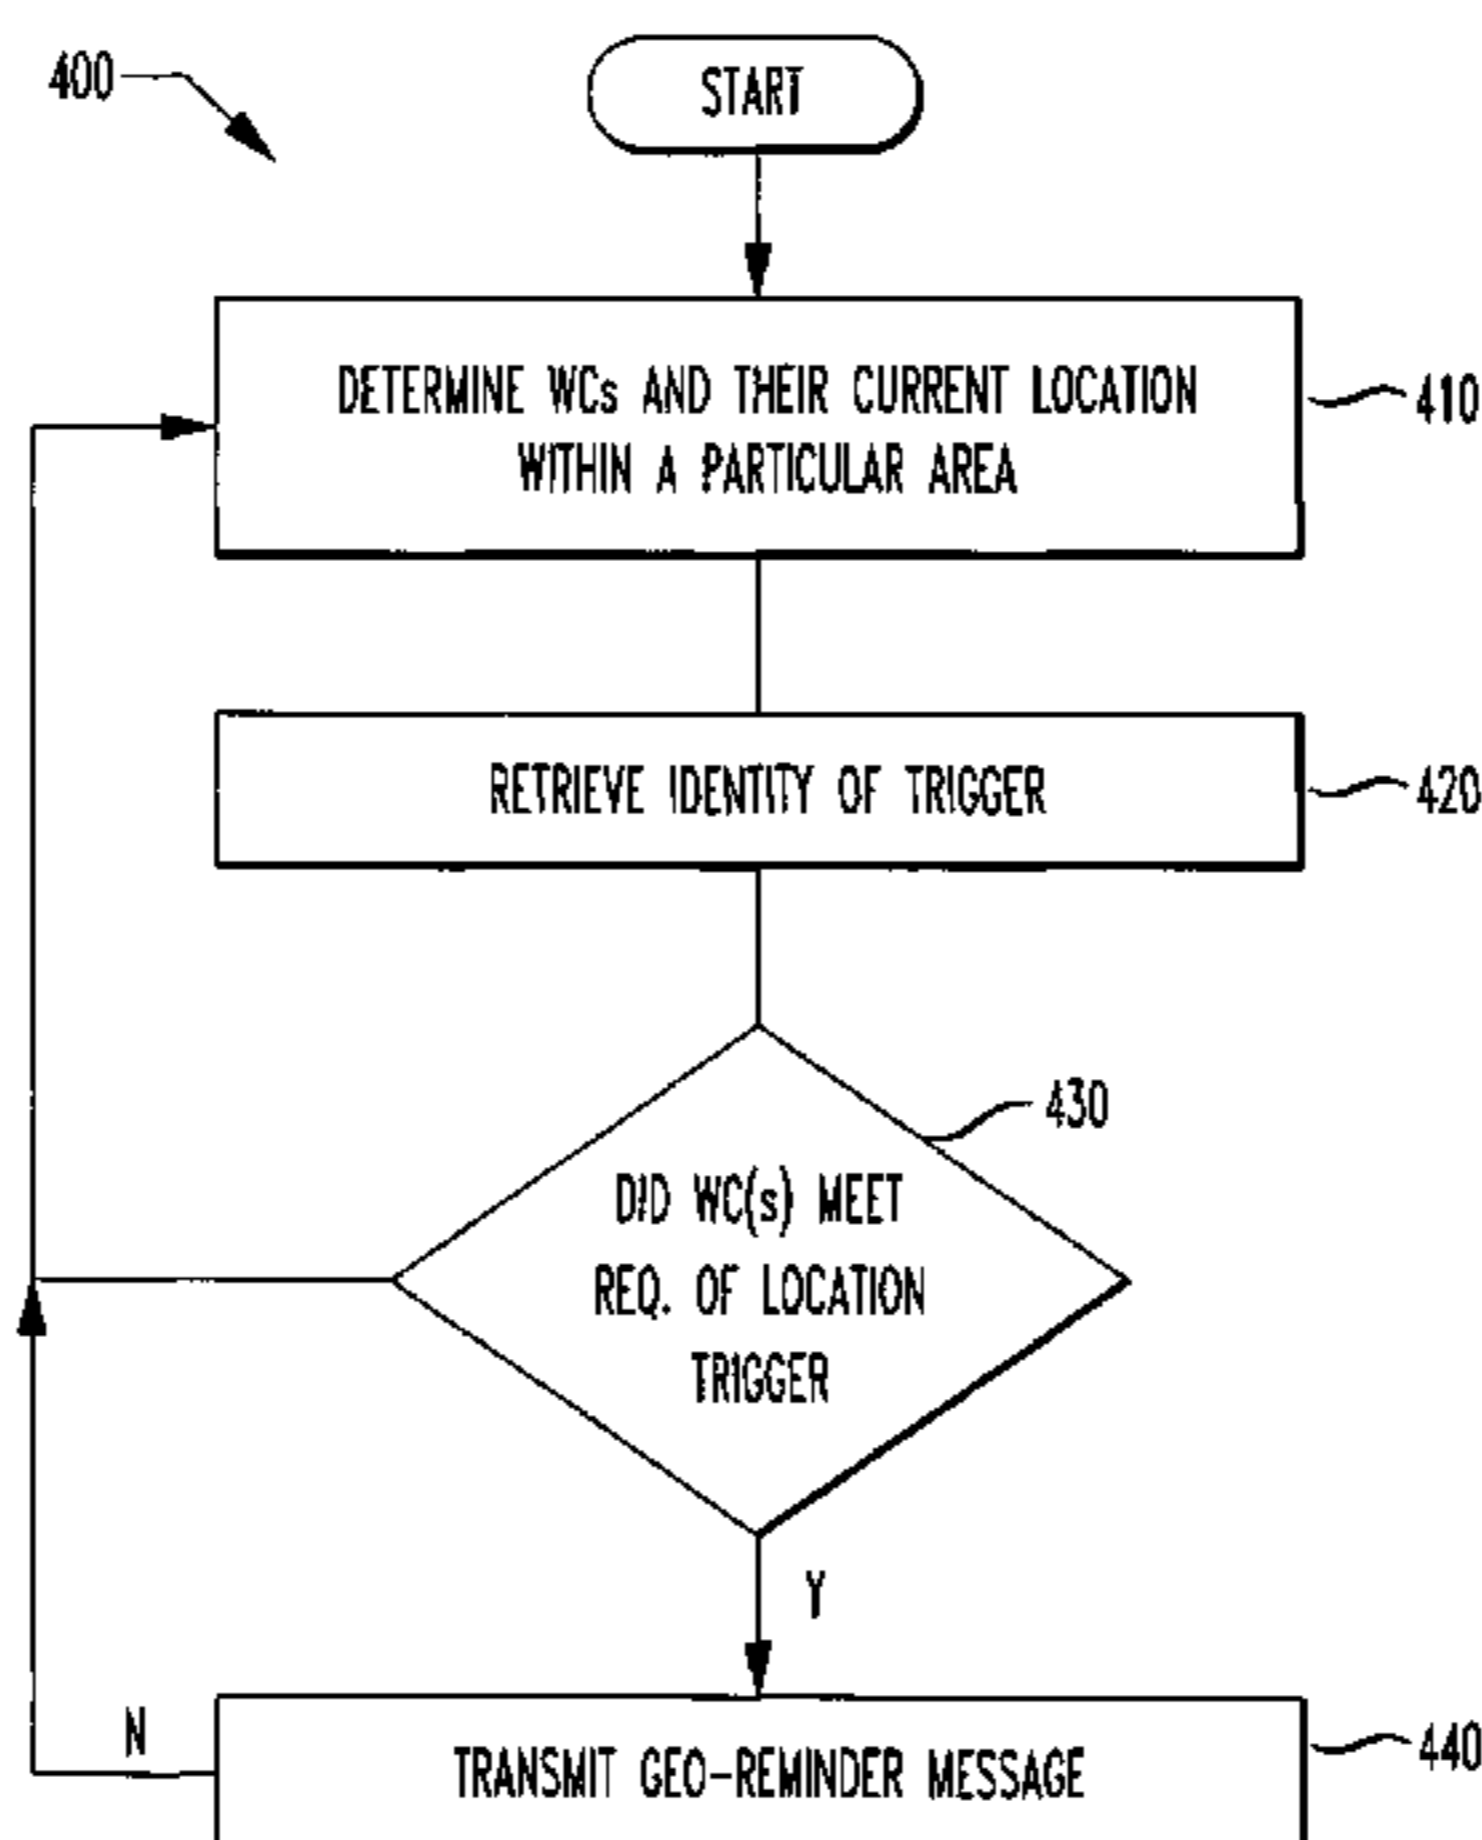 400
START
DETERMINE WCs AND THEIR CURRENT LOCATION
WITHIN A PARTICULAR AREA
410
RETRIEVE IDENTITY OF TRIGGER
420
430
DID WC(s) MEET
REQ. OF LOCATION
TRIGGER
Y
N
TRANSMIT GEO-REMINDER MESSAGE
440